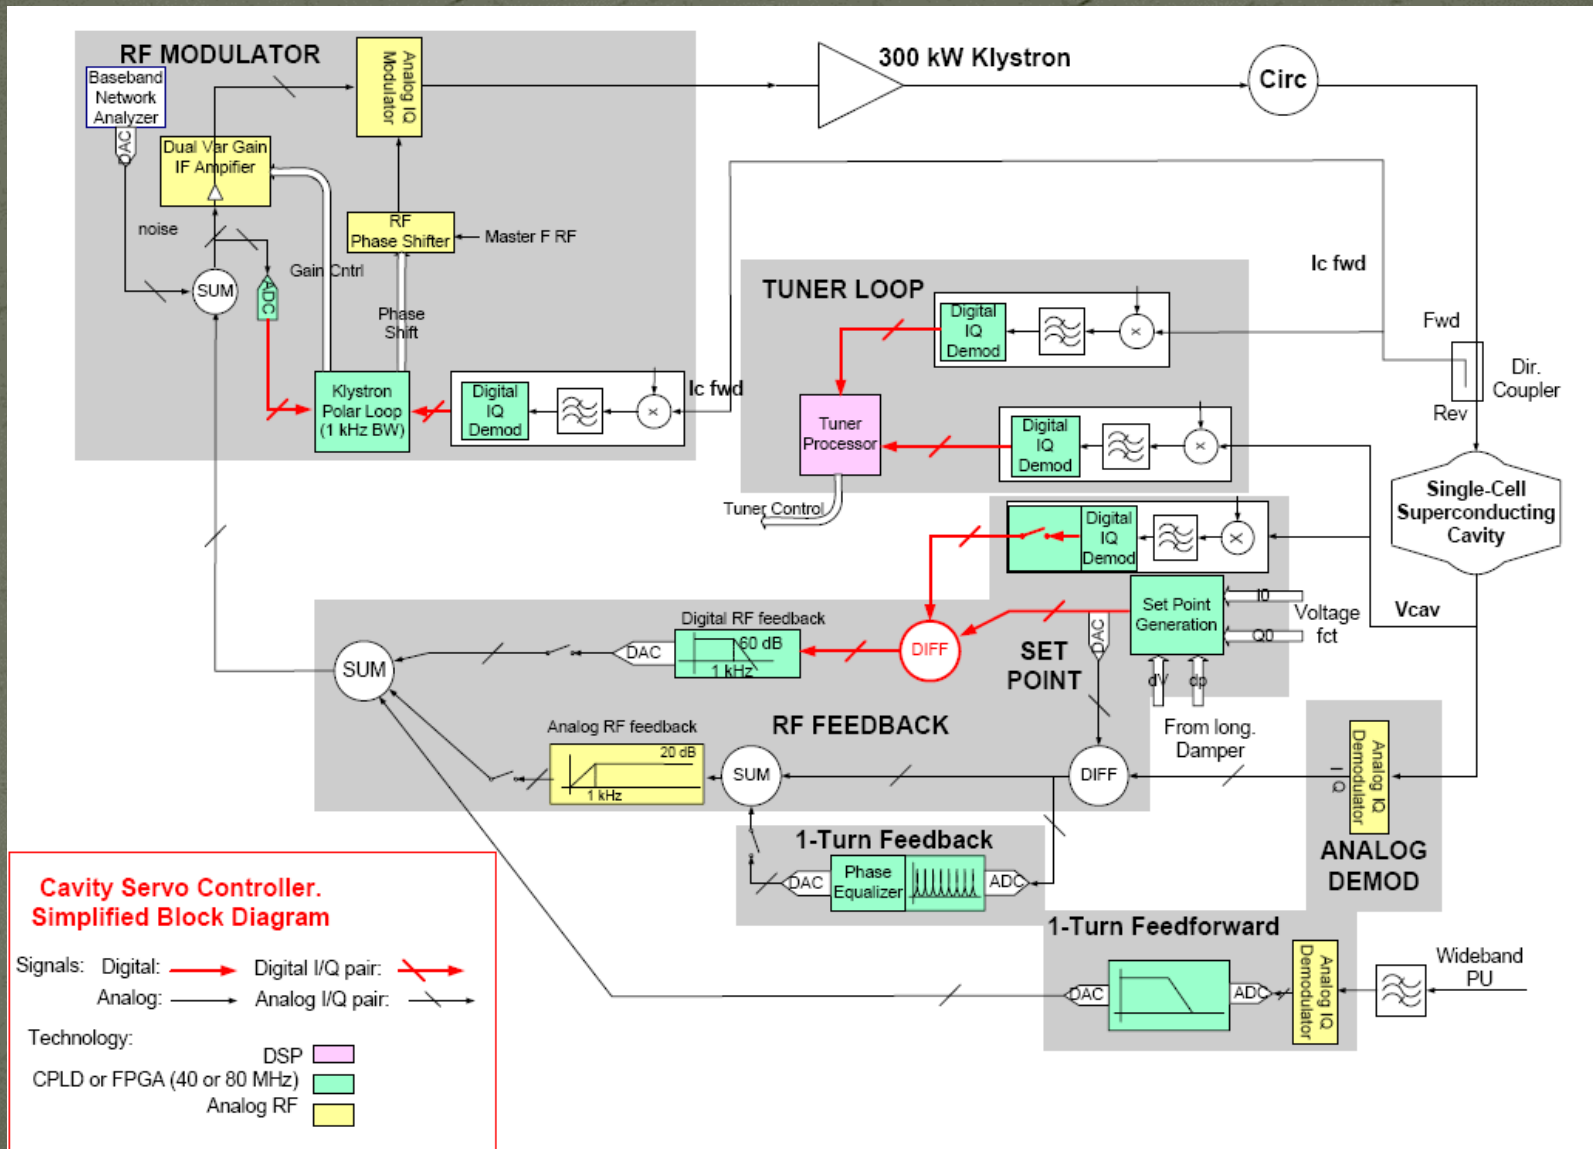 RF MODULATOR
Baseband
Network
Analyzer
DAC
Dual Var Gain
IF Ampifier
Analog IQ
Modulator
300 kW Klystron
Circ
noise
SUM
ADC
Gain Cntrl
RF
Phase Shifter
Master F RF
Phase
Shift
Klystron
Polar Loop
(1 kHz BW)
Digital
IQ
Demod
X
Ic fwd
TUNER LOOP
Digital
IQ
Demod
X
Ic fwd
Fwd
Dir.
Coupler
Rev
Tuner
Processor
Digital
IQ
Demod
X
Tuner Control
Single-Cell
Superconducting
Cavity
Digital
IQ
Demod
X
Set Point
Generation
I0
Q0
Voltage
fct
Vcav
dV
dp
From long.
Damper
DAC
SET
POINT
DIFF
Digital RF feedback
60 dB
1 kHz
DAC
SUM
RF FEEDBACK
Analog RF feedback
20 dB
1 kHz
SUM
DIFF
Analog IQ
Demodulator
I Q
ANALOG
DEMOD
1-Turn Feedback
DAC
Phase
Equalizer
ADC
1-Turn Feedforward
DAC
ADC
Analog IQ
Demodulator
Wideband
PU
Cavity Servo Controller.
Simplified Block Diagram
Signals: Digital: Digital I/Q pair:
Analog: Analog I/Q pair:
Technology:
DSP
CPLD or FPGA (40 or 80 MHz)
Analog RF